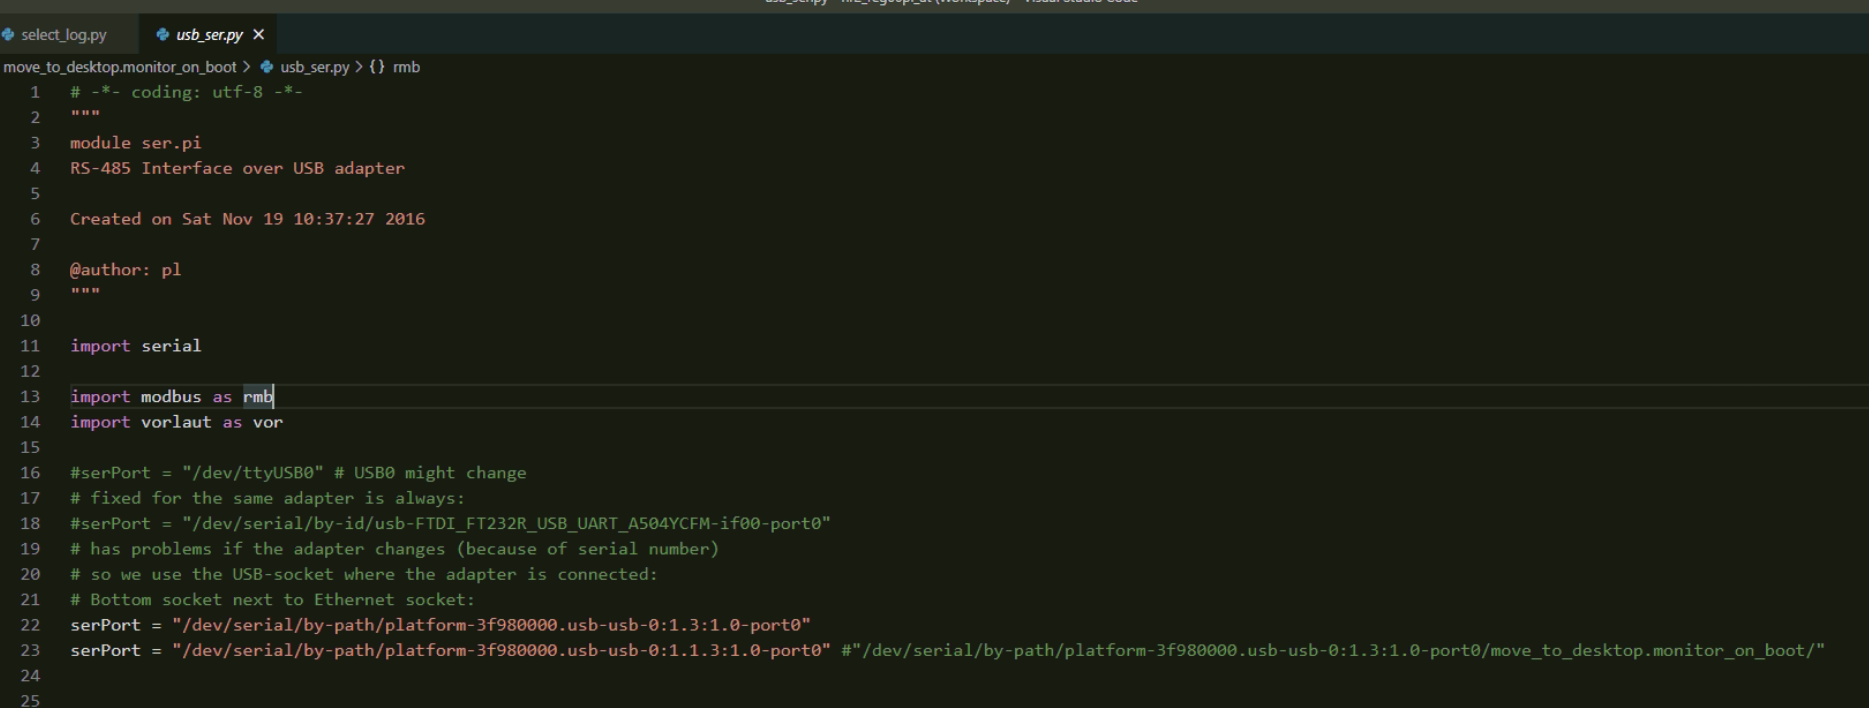 select_log.py usb_ser.py
move_to_desktop.monitor_on_boot > usb_ser.py > {} rmb
1 # -*- coding: utf-8 -*-
2 """
3 module ser.pi
4 RS-485 Interface over USB adapter
5
6 Created on Sat Nov 19 10:37:27 2016
7
8 @author: pl
9 """
10
11 import serial
12
13 import modbus as rmb
14 import vorlaut as vor
15
16 #serPort = "/dev/ttyUSB0" # USB0 might change
17 # fixed for the same adapter is always:
18 #serPort = "/dev/serial/by-id/usb-FTDI_FT232R_USB_UART_A504YCFM-if00-port0"
19 # has problems if the adapter changes (because of serial number)
20 # so we use the USB-socket where the adapter is connected:
21 # Bottom socket next to Ethernet socket:
22 serPort = "/dev/serial/by-path/platform-3f980000.usb-usb-0:1.3:1.0-port0"
23 serPort = "/dev/serial/by-path/platform-3f980000.usb-usb-0:1.1.3:1.0-port0" #"/dev/serial/by-path/platform-3f980000.usb-usb-0:1.3:1.0-port0/move_to_desktop.monitor_on_boot/"
24
25